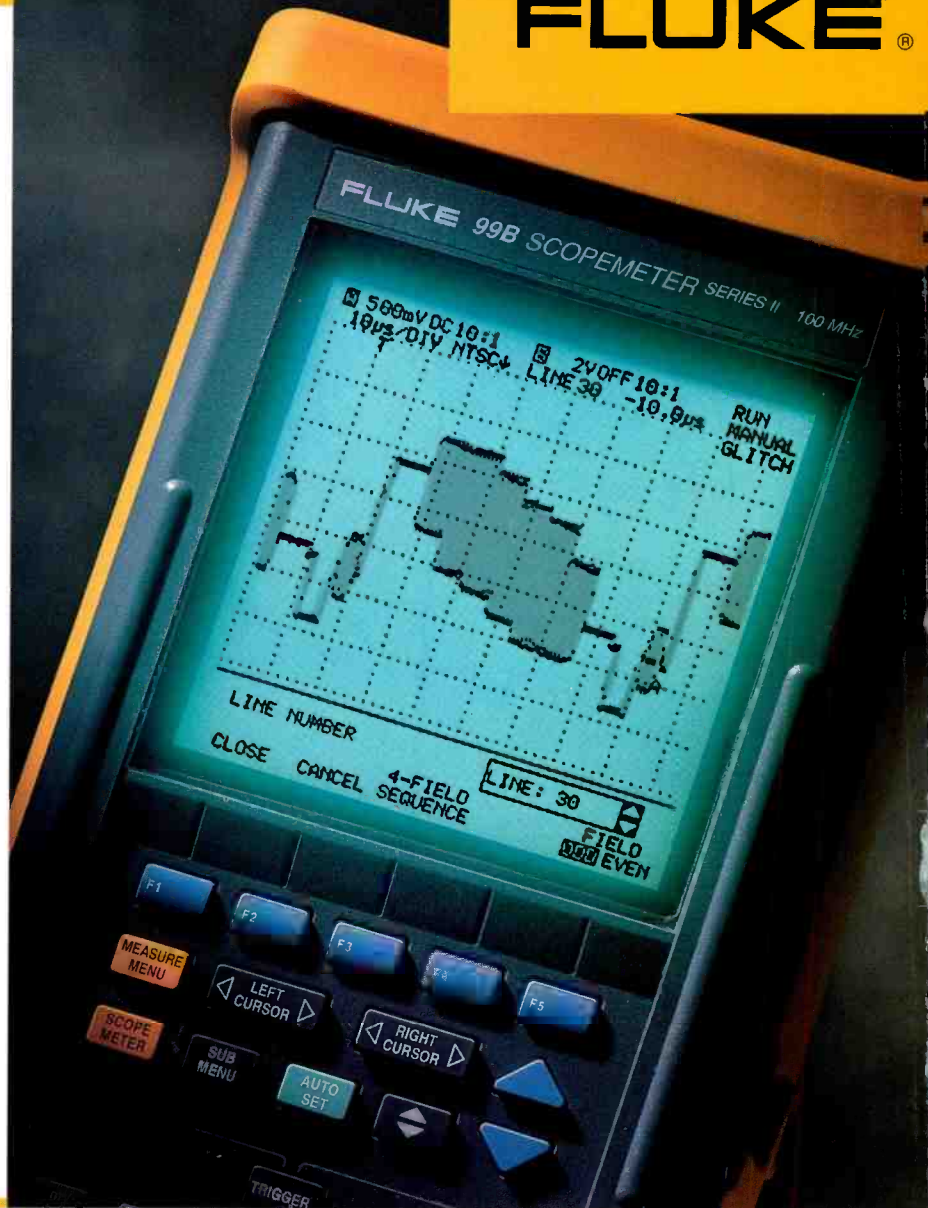 FLUKE ®
FLUKE 99B SCOPEMETER SERIES II 100 MHz
A 500mV DC 10:1 B 2V OFF 10:1 RUN
10µs/DIV NTSC↓ LINE 30 -10.0µs MANUAL
T GLITCH
LINE NUMBER
LINE: 30
CLOSE CANCEL 4-FIELD SEQUENCE FIELD
ODD EVEN
F1 F2 F3 F4 F5
MEASURE MENU
LEFT CURSOR
RIGHT CURSOR
SCOPE METER
SUB MENU
AUTO SET
TRIGGER